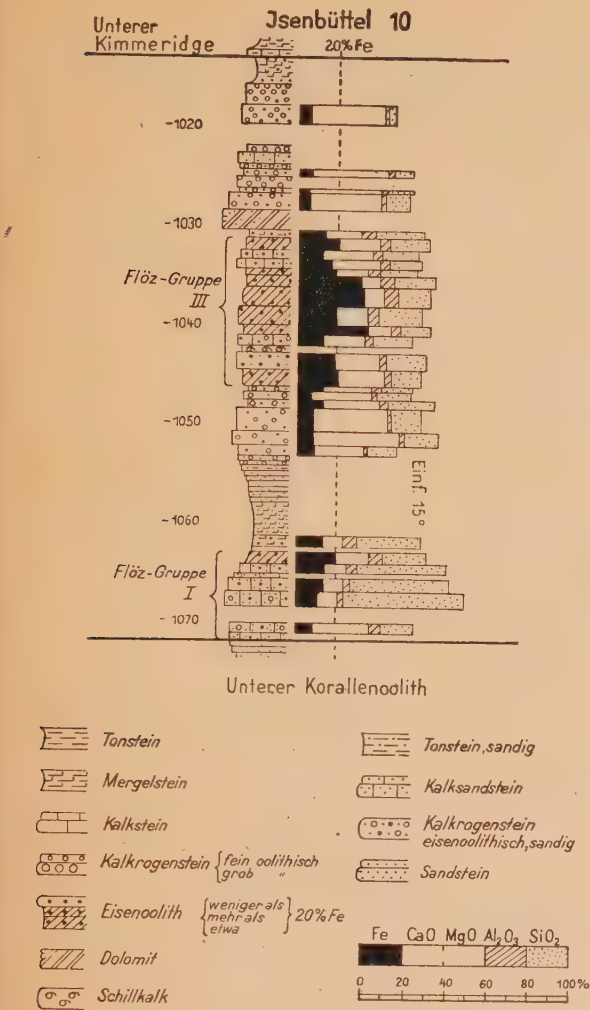 Jsenbüttel 10
Unterer
Kimmeridge
20% Fe
-1020
-1030
Flöz-Gruppe
III
-1040
-1050
Einf. 15°
-1060
Flöz-Gruppe
I
-1070
Unterer Korallenoolith
Tonstein
Mergelstein
Kalkstein
Kalkrogenstein { fein oolithisch
grob "
Eisenoolith { weniger als
mehr als
etwa } 20% Fe
Dolomit
Schillkalk
Tonstein, sandig
Kalksandstein
Kalkrogenstein
eisenoolithisch, sandig
Sandstein
Fe CaO MgO Al₂O₃ SiO₂
0 20 40 60 80 100%